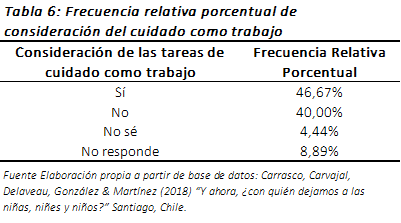 Tabla 6: Frecuencia relativa porcentual de
consideración del cuidado como trabajo
Consideración de las tareas de cuidado como trabajo Frecuencia Relativa Porcentual
Sí 46,67%
No 40,00%
No sé 4,44%
No responde 8,89%
Fuente Elaboración propia a partir de base de datos: Carrasco, Carvajal,
Delaveau, González & Martínez (2018) “Y ahora, ¿con quién dejamos a las
niñas, niñes y niños?” Santiago, Chile.